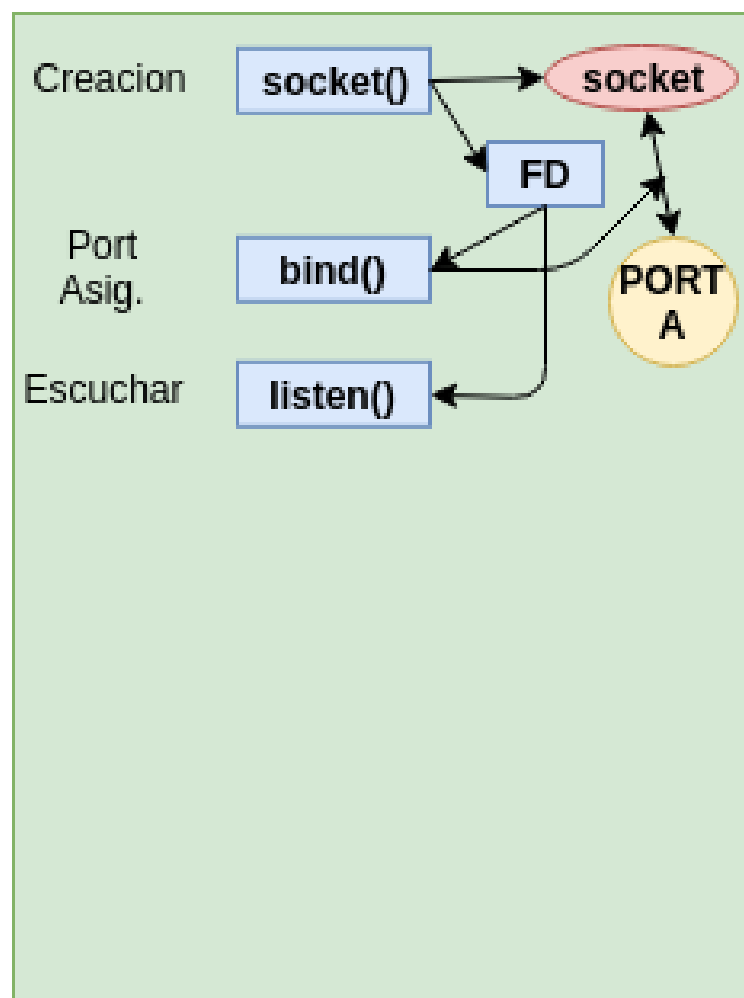 Creacion
socket()
socket
FD
Port
Asig.
bind()
PORT
A
Escuchar
listen()